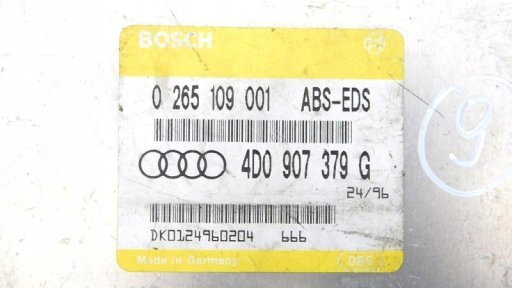 BOSCH
0 265 109 001 ABS-EDS
4D0 907 379 G
24/96
DK0124960204 666
Made in Germany
9